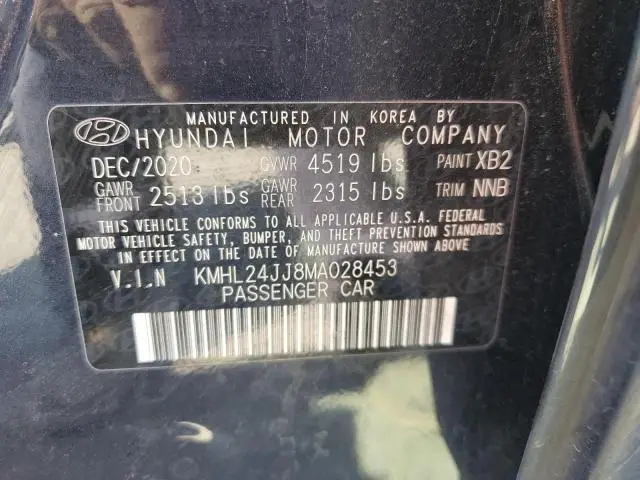 MANUFACTURED IN KOREA BY
HYUNDAI MOTOR COMPANY
DEC/2020 GVWR 4519 lbs PAINT XB2
GAWR FRONT 2513 lbs GAWR REAR 2315 lbs TRIM NNB
THIS VEHICLE CONFORMS TO ALL APPLICABLE U.S.A. FEDERAL
MOTOR VEHICLE SAFETY, BUMPER, AND THEFT PREVENTION STANDARDS
IN EFFECT ON THE DATE OF MANUFACTURE SHOWN ABOVE.
V.I.N KMHL24JJ8MA028453
PASSENGER CAR